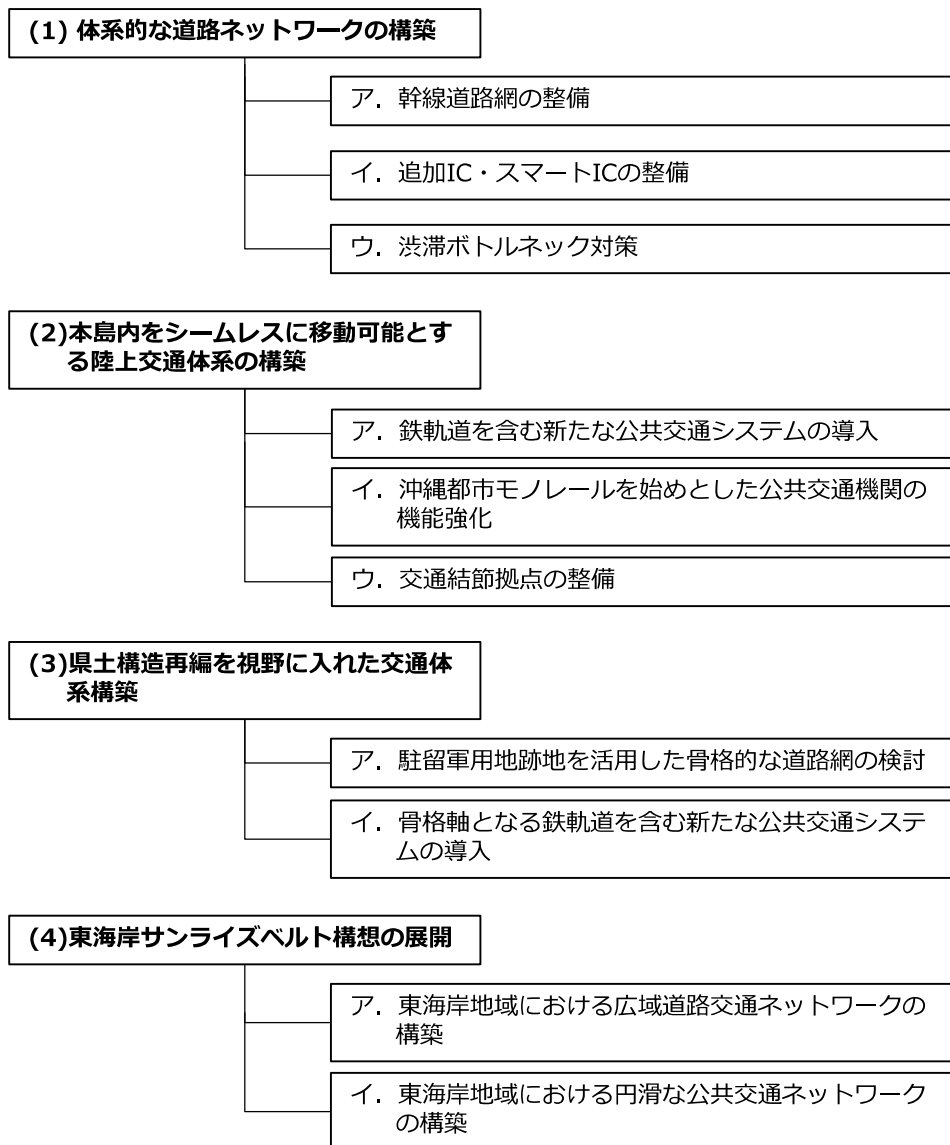 (1) 体系的な道路ネットワークの構築
ア．幹線道路網の整備
イ．追加IC・スマートICの整備
ウ．渋滞ボトルネック対策
(2)本島内をシームレスに移動可能とす
る陸上交通体系の構築
ア．鉄軌道を含む新たな公共交通システムの導入
イ．沖縄都市モノレールを始めとした公共交通機関の
機能強化
ウ．交通結節拠点の整備
(3)県土構造再編を視野に入れた交通体
系構築
ア．駐留軍用地跡地を活用した骨格的な道路網の検討
イ．骨格軸となる鉄軌道を含む新たな公共交通システ
ムの導入
(4)東海岸サンライズベルト構想の展開
ア．東海岸地域における広域道路交通ネットワークの
構築
イ．東海岸地域における円滑な公共交通ネットワーク
の構築